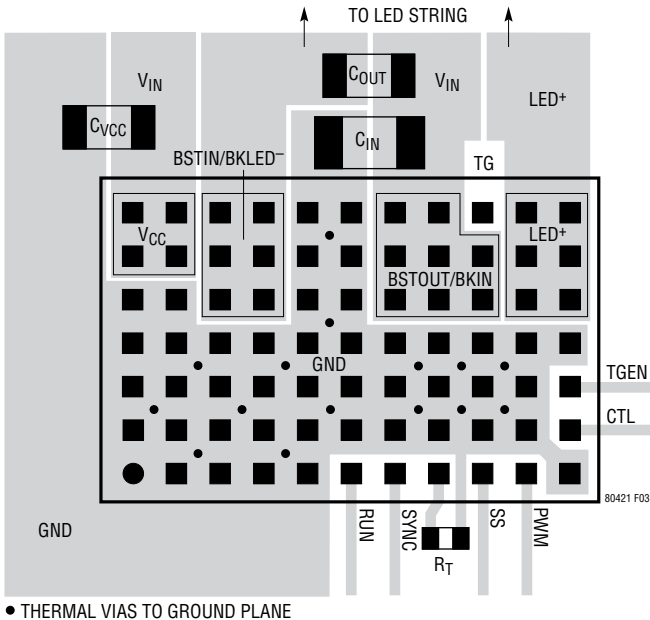 TO LED STRING
VIN
COUT
VIN
LED+
CVCC
CIN
BSTIN/BKLED–
TG
VCC
LED+
BSTOUT/BKIN
GND
TGEN
CTL
80421 F03
GND
RUN
SYNC
RT
SS
PWM
● THERMAL VIAS TO GROUND PLANE